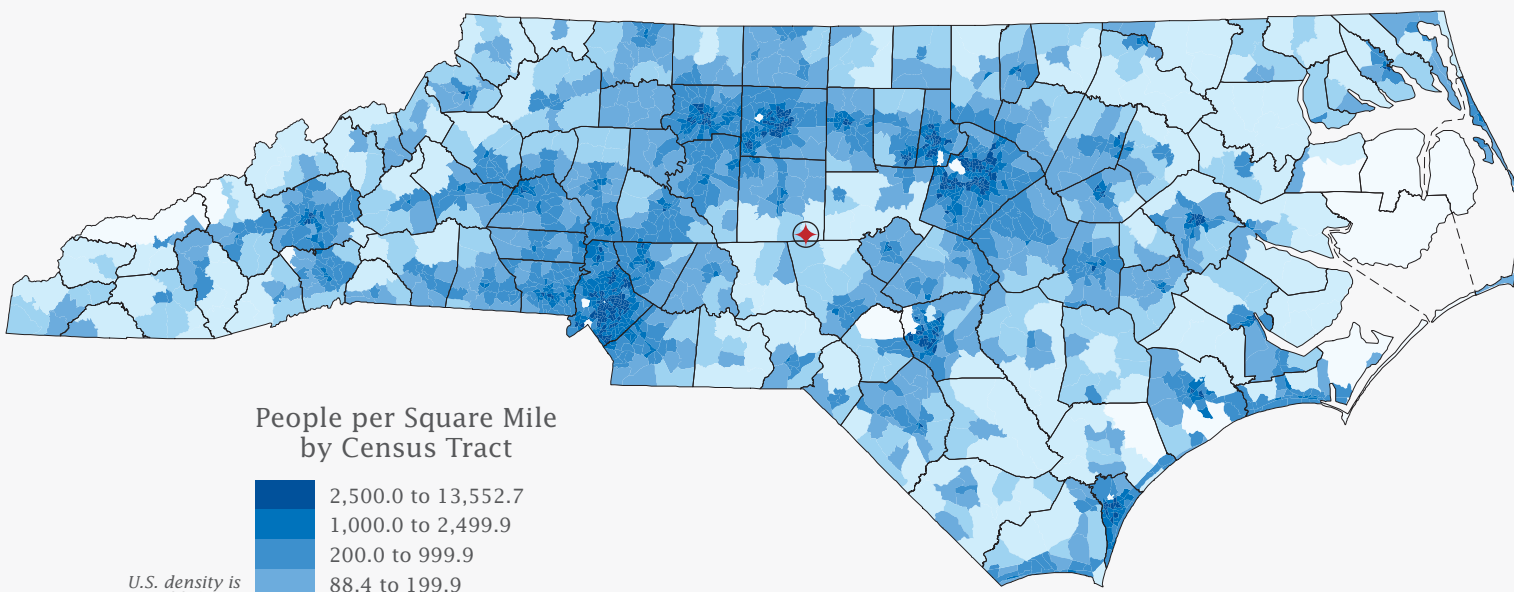 People per Square Mile
by Census Tract
2,500.0 to 13,552.7
1,000.0 to 2,499.9
200.0 to 999.9
U.S. density is
88.4 to 199.9